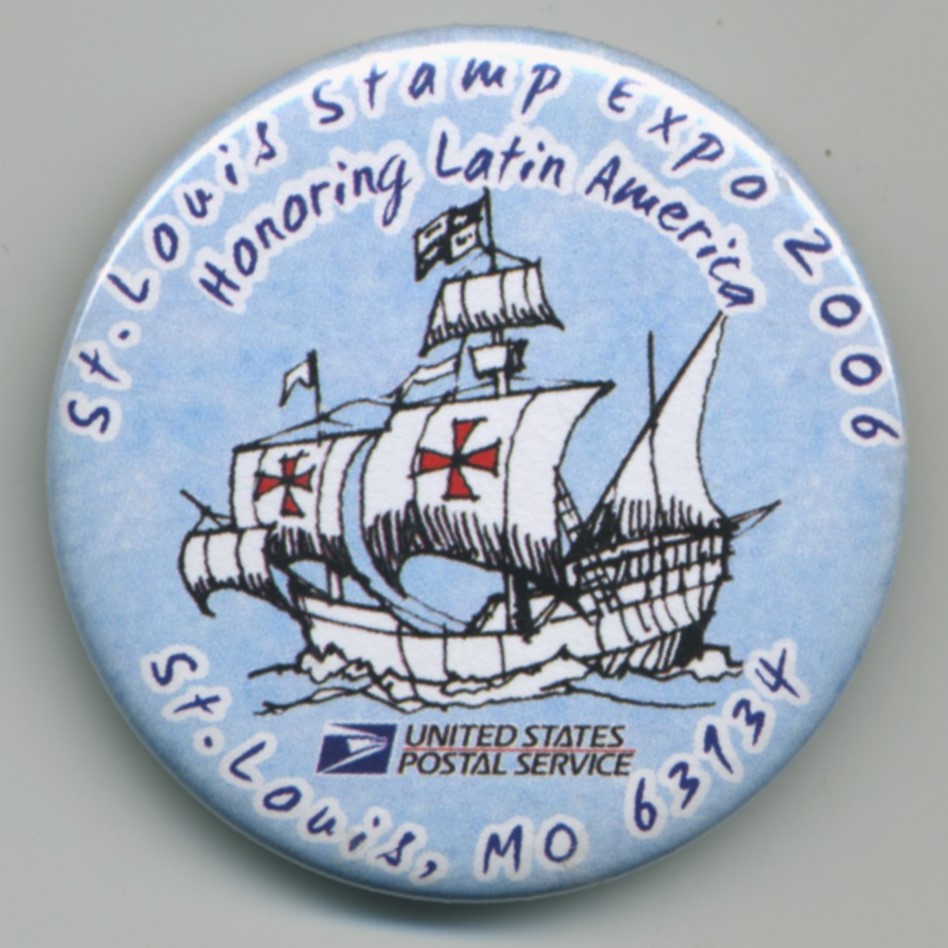 St. Louis Stamp Expo 2006
Honoring Latin America
UNITED STATES
POSTAL SERVICE
St. Louis, MO 63134